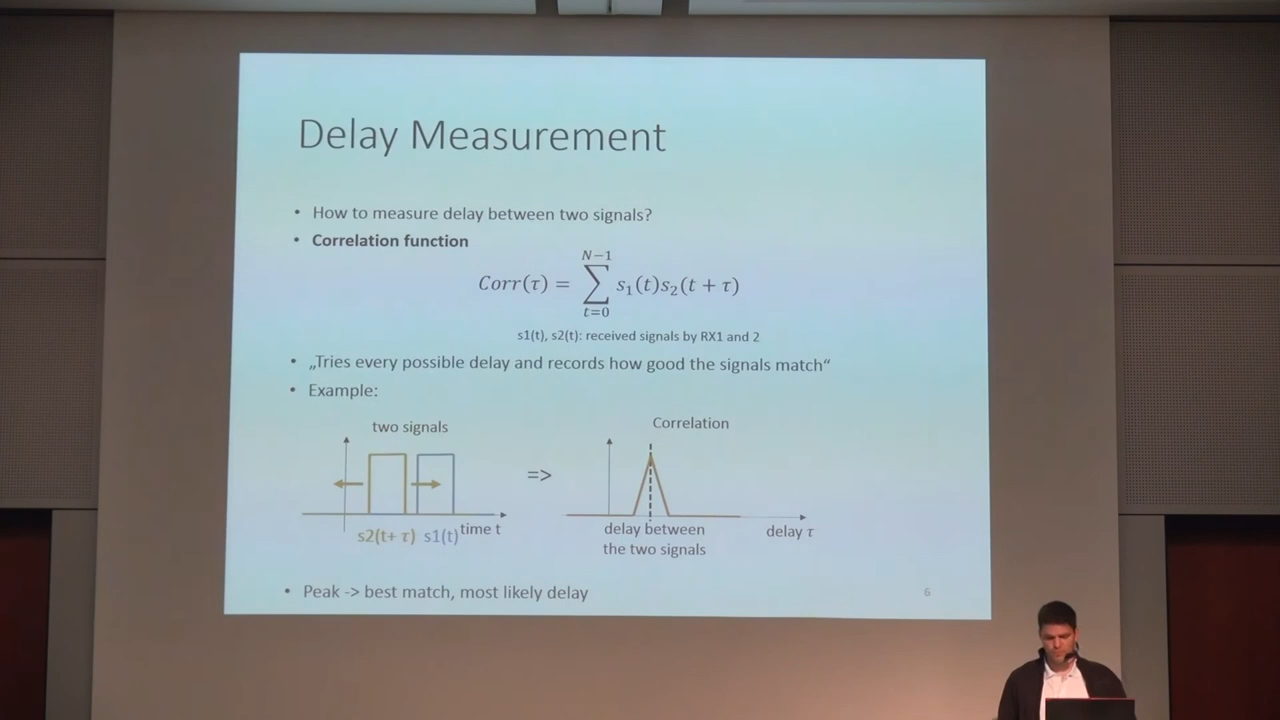 Delay Measurement
• How to measure delay between two signals?
• Correlation function
N−1
Corr(τ) = ∑ s₁(t)s₂(t + τ)
t=0
s1(t), s2(t): received signals by RX1 and 2
• „Tries every possible delay and records how good the signals match“
• Example:
two signals
Correlation
=>
s2(t+ τ) s1(t) time t
delay between
the two signals
delay τ
• Peak -> best match, most likely delay
6